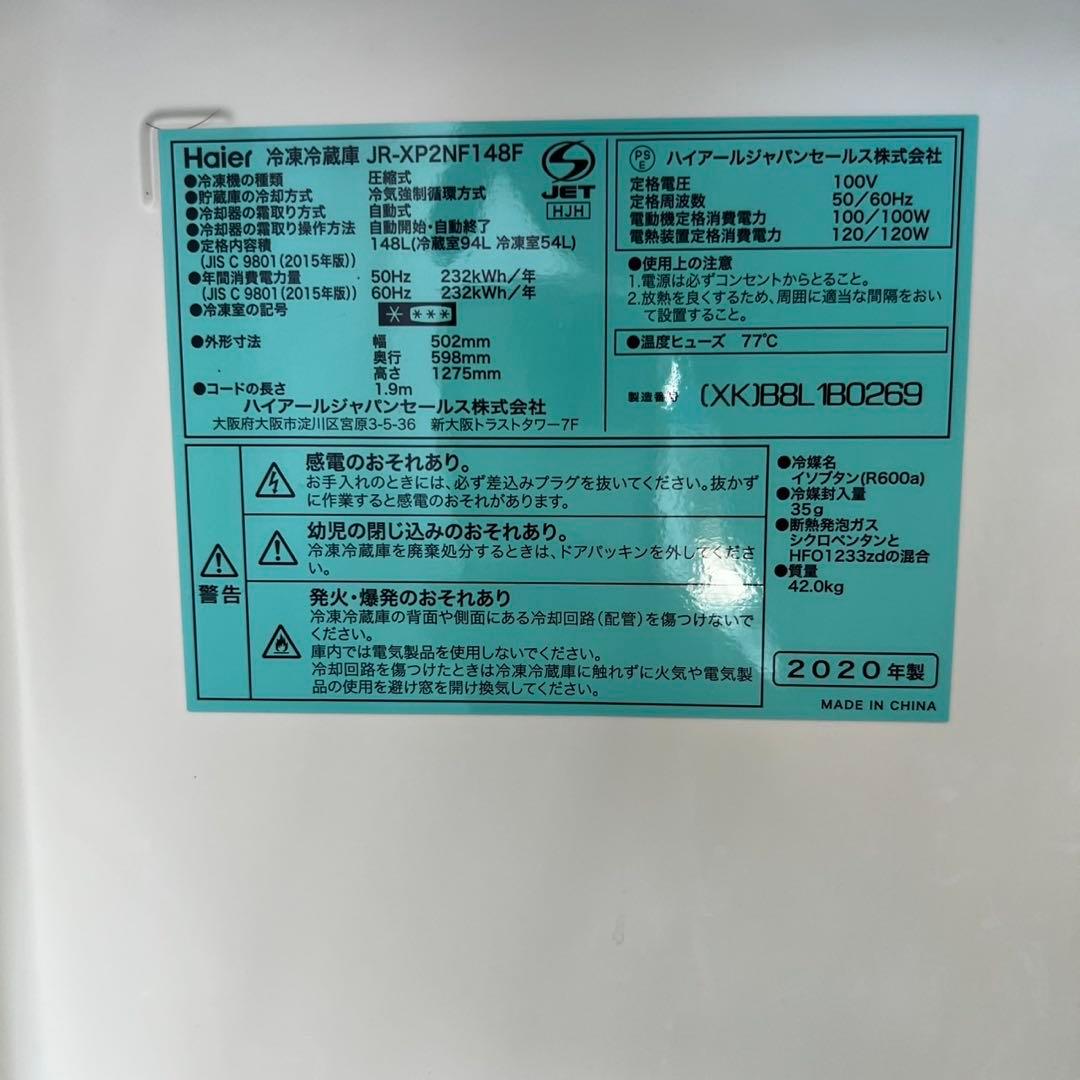 Haier 冷凍冷蔵庫 JR-XP2NF148F
JET
HJH
●冷凍機の種類 圧縮式
●貯蔵庫の冷却方式 冷気強制循環方式
●冷却器の霜取り方式 自動式
●冷却器の霜取り操作方法 自動開始・自動終了
●定格内容積 148L(冷蔵室94L 冷凍室54L)
(JIS C 9801(2015年版))
●年間消費電力量 50Hz 232kWh/年
(JIS C 9801(2015年版)) 60Hz 232kWh/年
●冷凍室の記号
●外形寸法 幅 502mm
奥行 598mm
高さ 1275mm
●コードの長さ 1.9m
ハイアールジャパンセールス株式会社
大阪府大阪市淀川区宮原3-5-36 新大阪トラストタワー7F
PS
E
ハイアールジャパンセールス株式会社
定格電圧 100V
定格周波数 50/60Hz
電動機定格消費電力 100/100W
電熱装置定格消費電力 120/120W
●使用上の注意
1.電源は必ずコンセントからとること。
2.放熱を良くするため、周囲に適当な間隔をおい
て設置すること。
●温度ヒューズ 77℃
製造番号 (XK)B8L1B0269
警告
感電のおそれあり。
お手入れのときには、必ず差込みプラグを抜いてください。抜かず
に作業すると感電のおそれがあります。
幼児の閉じ込みのおそれあり。
冷凍冷蔵庫を廃棄処分するときは、ドアパッキンを外してくださ
い。
発火・爆発のおそれあり
冷凍冷蔵庫の背面や側面にある冷却回路(配管)を傷つけないで
ください。
庫内では電気製品を使用しないでください。
冷却回路を傷つけたときは冷凍冷蔵庫に触れずに火気や電気製
品の使用を避け窓を開け換気してください。
●冷媒名
イソブタン(R600a)
●冷媒封入量
35g
●断熱発泡ガス
シクロペンタンと
HFO1233zdの混合
●質量
42.0kg
2020年製
MADE IN CHINA